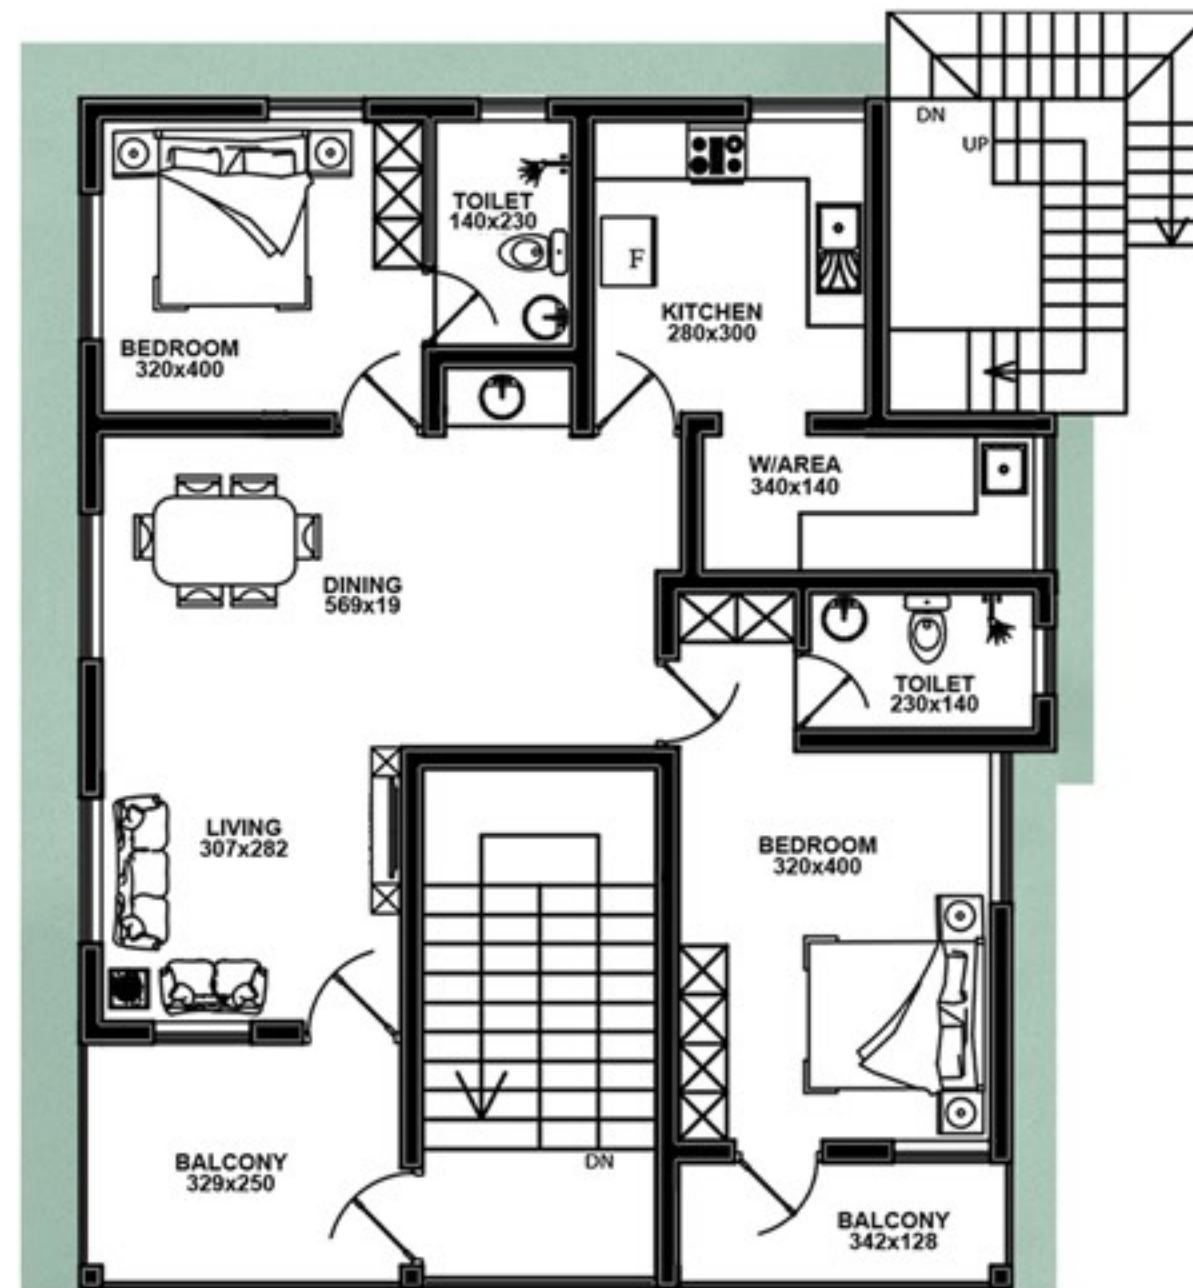 DN
UP
TOILET
140x230
F
KITCHEN
280x300
BEDROOM
320x400
W/AREA
340x140
DINING
569x19
TOILET
230x140
LIVING
307x282
BEDROOM
320x400
BALCONY
329x250
DN
BALCONY
342x128